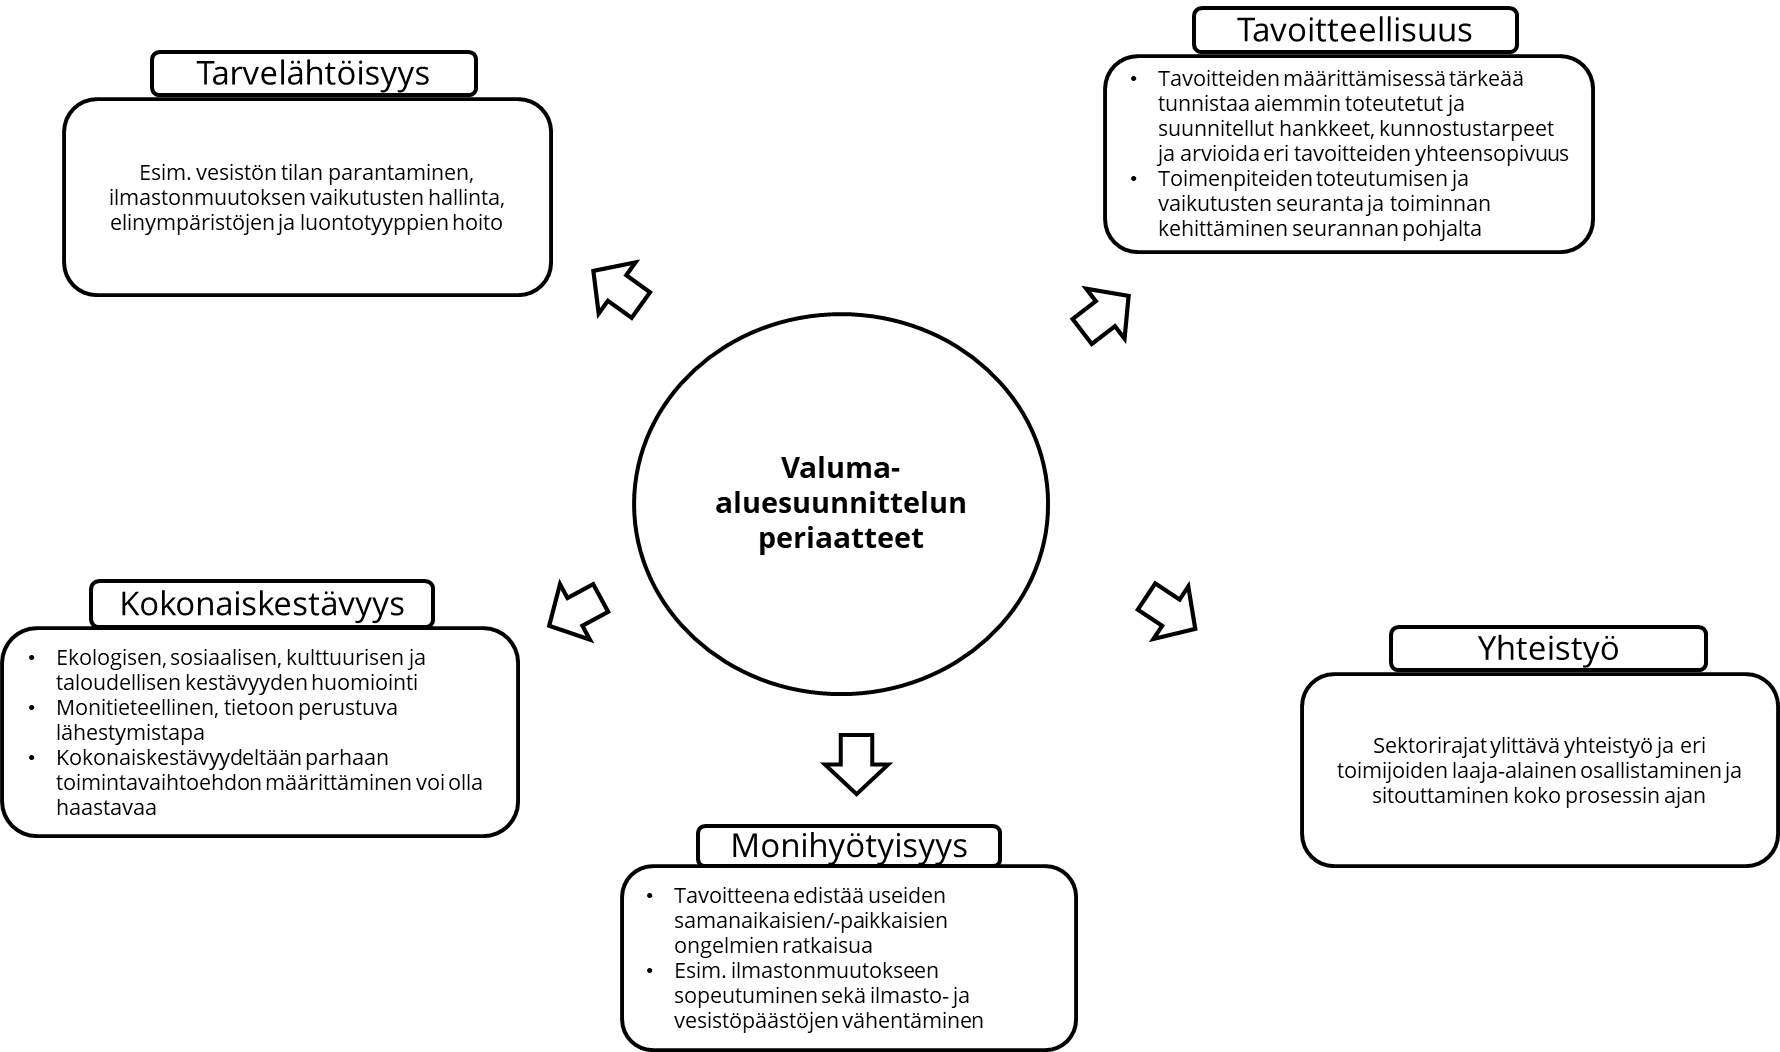 Tarvelähtöisyys
Esim. vesistön tilan parantaminen,
ilmastonmuutoksen vaikutusten hallinta,
elinympäristöjen ja luontotyyppien hoito
Tavoitteellisuus
• Tavoitteiden määrittämisessä tärkeää
tunnistaa aiemmin toteutetut ja
suunnitellut hankkeet, kunnostustarpeet
ja arvioida eri tavoitteiden yhteensopivuus
• Toimenpiteiden toteutumisen ja
vaikutusten seuranta ja toiminnan
kehittäminen seurannan pohjalta
Valuma-
aluesuunnittelun
periaatteet
Kokonaiskestävyys
• Ekologisen, sosiaalisen, kulttuurisen ja
taloudellisen kestävyyden huomiointi
• Monitieteellinen, tietoon perustuva
lähestymistapa
• Kokonaiskestävyydeltään parhaan
toimintavaihtoehdon määrittäminen voi olla
haastavaa
Yhteistyö
Sektorirajat ylittävä yhteistyö ja eri
toimijoiden laaja-alainen osallistaminen ja
sitouttaminen koko prosessin ajan
Monihyötyisyys
• Tavoitteena edistää useiden
samanaikaisien/-paikkaisien
ongelmien ratkaisua
• Esim. ilmastonmuutokseen
sopeutuminen sekä ilmasto- ja
vesistöpäästöjen vähentäminen